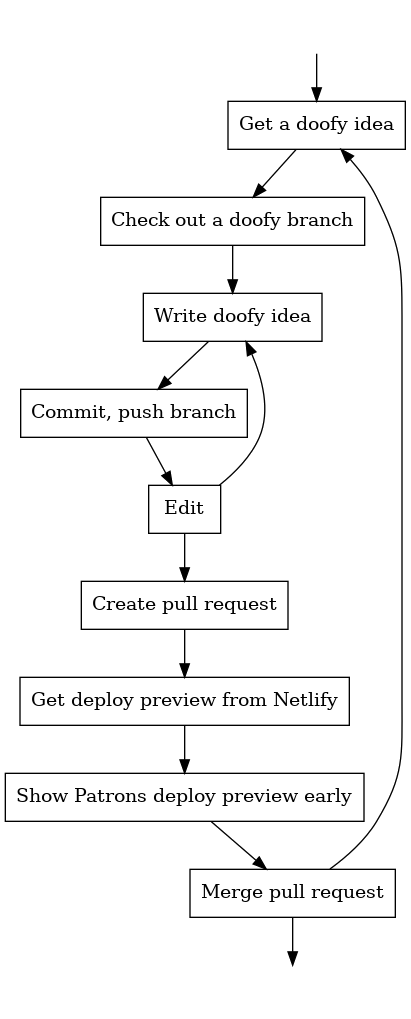 Get a doofy idea
Check out a doofy branch
Write doofy idea
Commit, push branch
Edit
Create pull request
Get deploy preview from Netlify
Show Patrons deploy preview early
Merge pull request